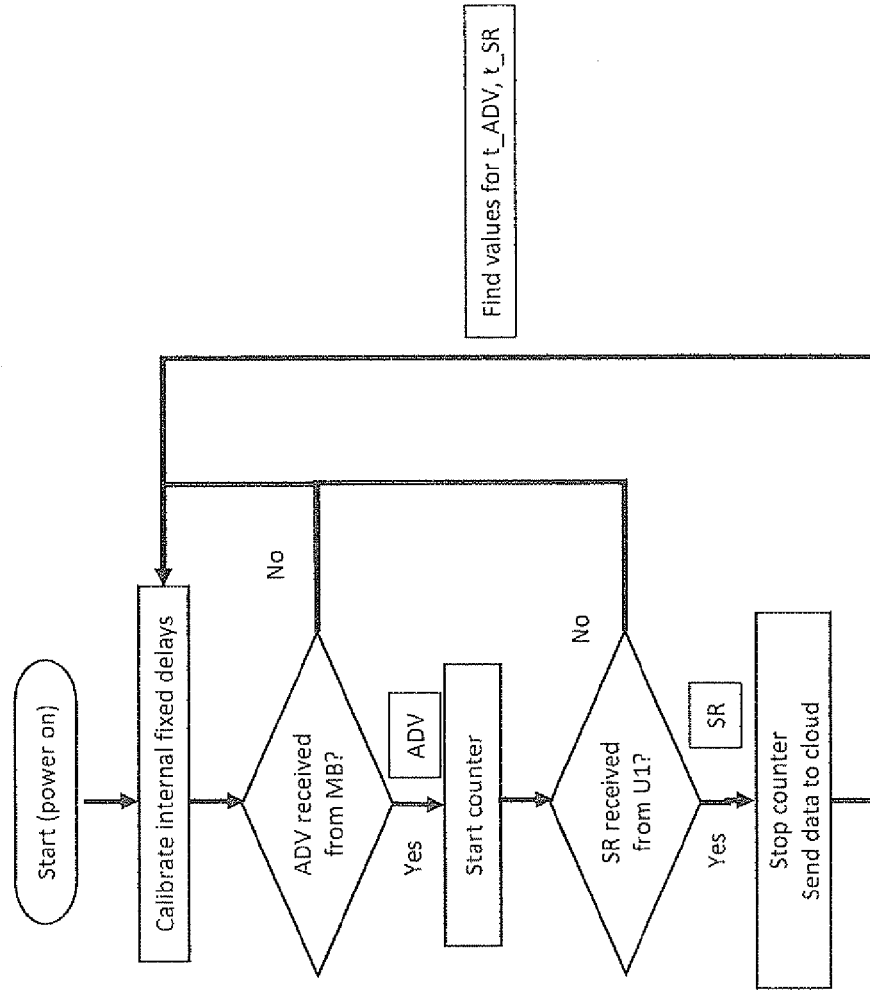 Start (power on)
Calibrate internal fixed delays
ADV received
from MB?
No
Yes
ADV
Start counter
SR received
from U1?
No
Yes
SR
Stop counter
Send data to cloud
Find values for t_ADV, t_SR